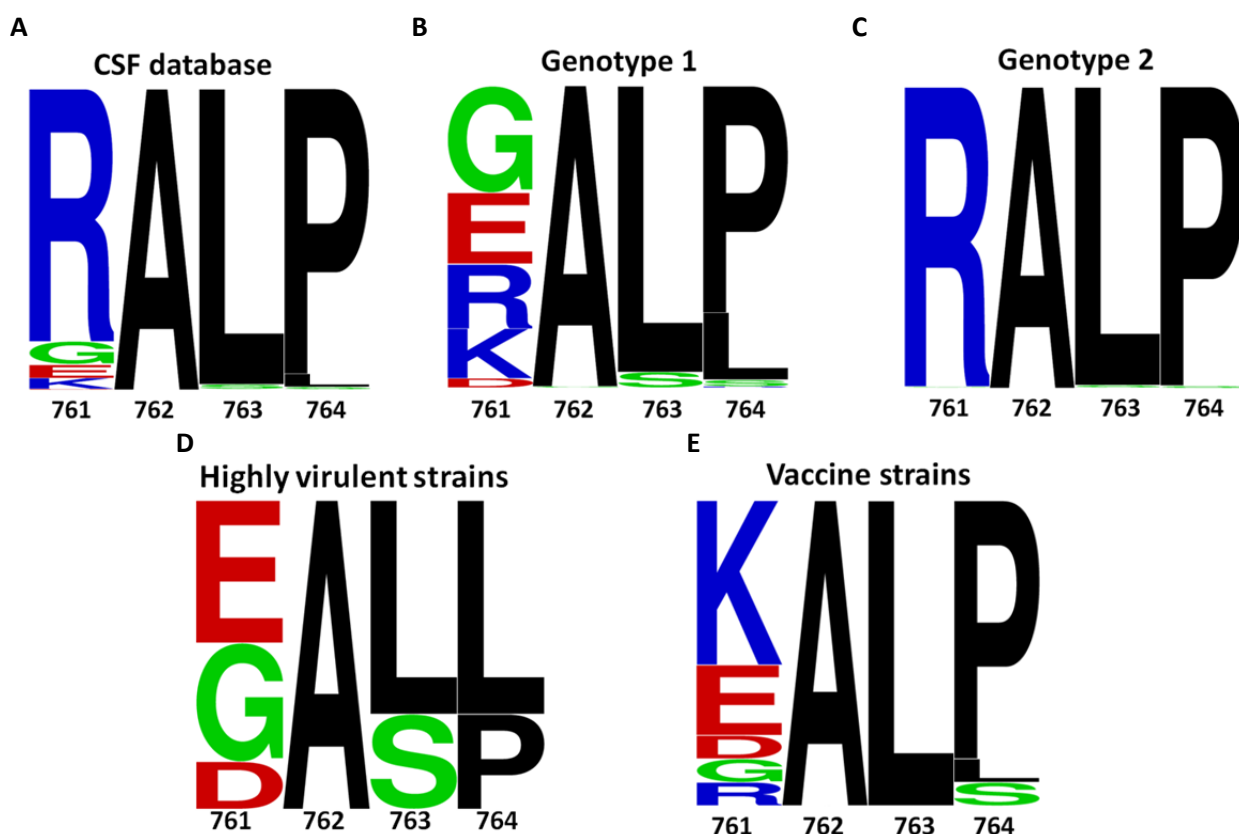 A B C
CSF database Genotype 1 Genotype 2
R A L P G A L P R A L P
G E
E R
K K L
D S
761 762 763 764 761 762 763 764 761 762 763 764
D E
Highly virulent strains Vaccine strains
E A L L K A L P
G S P E
D D L
G S
R
761 762 763 764 761 762 763 764